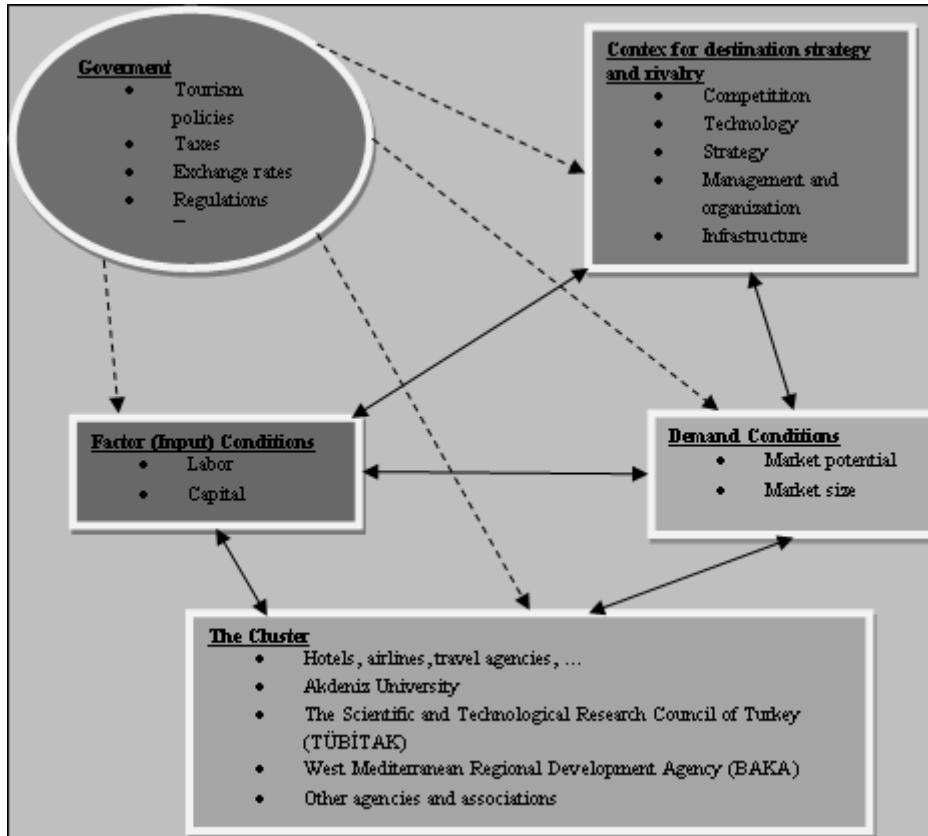 Goverment
• Tourism
policies
• Taxes
• Exchange rates
• Regulations
Contex for destination strategy
and rivalry
• Competititon
• Technology
• Strategy
• Management and
organization
• Infrastructure
Factor (Input) Conditions
• Labor
• Capital
Demand Conditions
• Market potential
• Market size
The Cluster
• Hotels, airlines,travel agencies, ...
• Akdeniz University
• The Scientific and Technological Research Council of Turkey
(TÜBİTAK)
• West Mediterranean Regional Development Agency (BAKA)
• Other agencies and associations